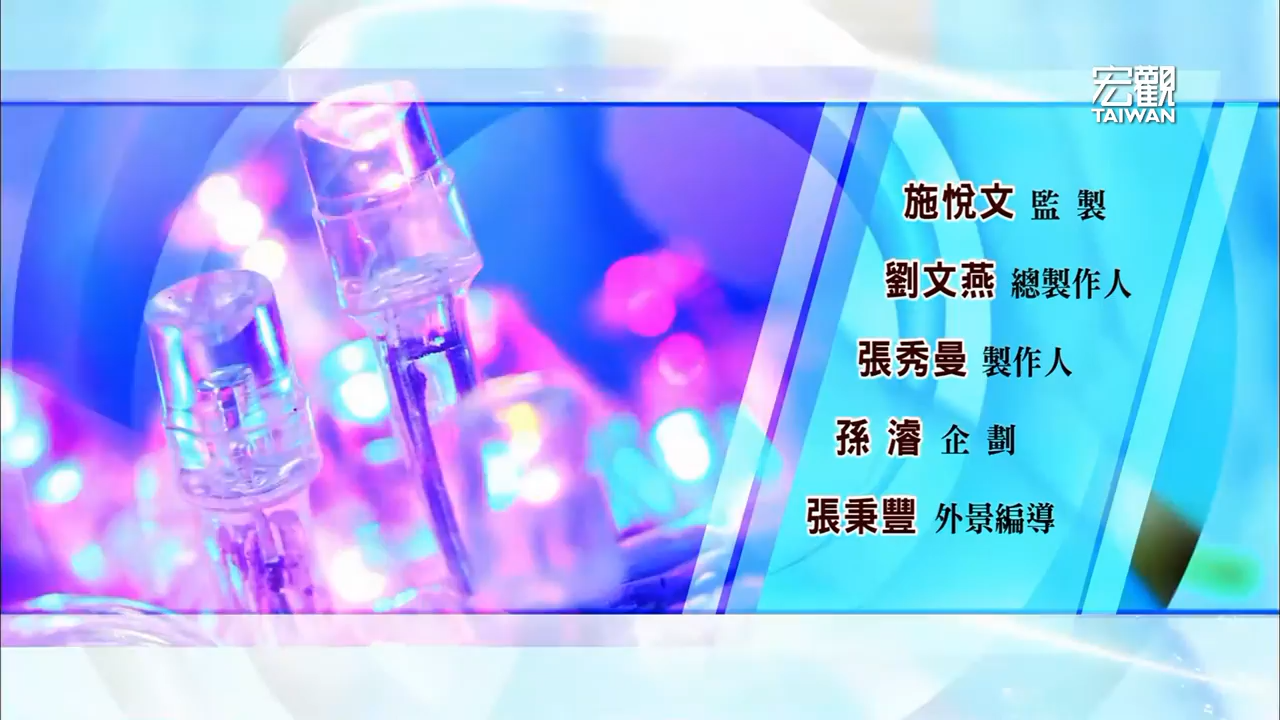 宏觀
TAIWAN
施悅文 監 製
劉文燕 總製作人
張秀曼 製作人
孫 濬 企 劃
張秉豐 外景編導